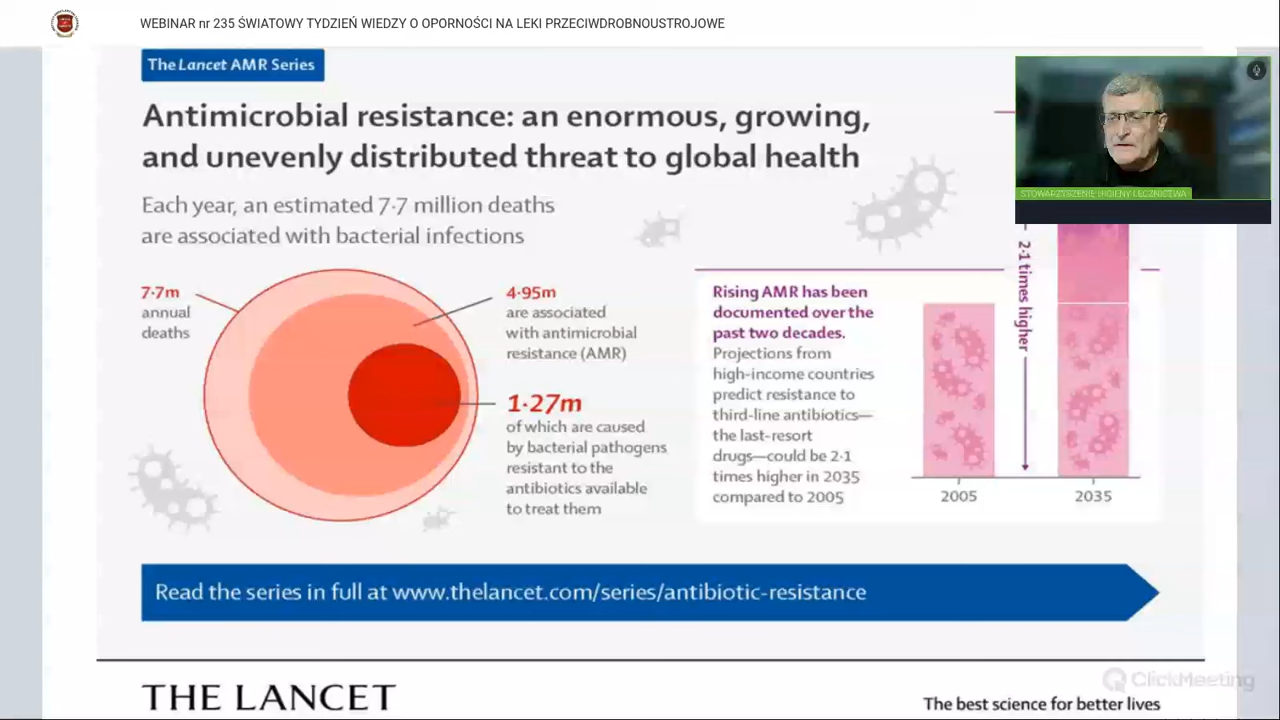 WEBINAR nr 235 ŚWIATOWY TYDZIEŃ WIEDZY O OPORNOŚCI NA LEKI PRZECIWDROBNOUSTROJOWE
The Lancet AMR Series
Antimicrobial resistance: an enormous, growing,
and unevenly distributed threat to global health
Each year, an estimated 7·7 million deaths
are associated with bacterial infections
STOWARZYSZENIE HIGIENY LECZNICTWA
7·7m
annual
deaths
4·95m
are associated
with antimicrobial
resistance (AMR)
1·27m
of which are caused
by bacterial pathogens
resistant to the
antibiotics available
to treat them
Rising AMR has been
documented over the
past two decades.
Projections from
high-income countries
predict resistance to
third-line antibiotics—
the last-resort
drugs—could be 2·1
times higher in 2035
compared to 2005
2·1 times higher
2005
2035
Read the series in full at www.thelancet.com/series/antibiotic-resistance
THE LANCET
The best science for better lives
ClickMeeting